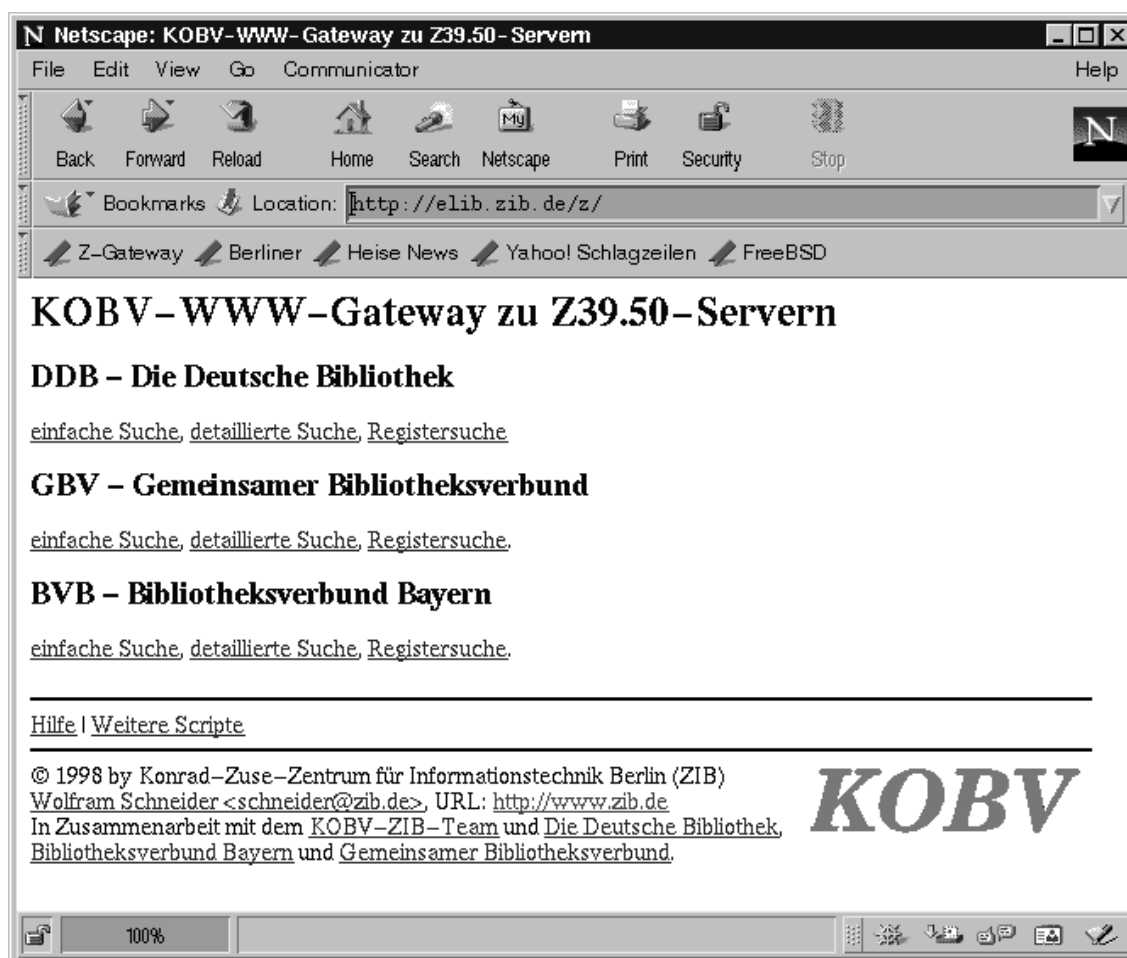 N Netscape: KOBV-WWW-Gateway zu Z39.50-Servern
File Edit View Go Communicator Help
My N
Back Forward Reload Home Search Netscape Print Security Stop
Bookmarks Location: http://elib.zib.de/z/
Z-Gateway Berliner Heise News Yahoo! Schlagzeilen FreeBSD
KOBV-WWW-Gateway zu Z39.50-Servern
DDB – Die Deutsche Bibliothek
einfache Suche, detaillierte Suche, Registersuche
GBV – Gemeinsamer Bibliotheksverbund
einfache Suche, detaillierte Suche, Registersuche.
BVB – Bibliotheksverbund Bayern
einfache Suche, detaillierte Suche, Registersuche.
Hilfe | Weitere Scripte
© 1998 by Konrad-Zuse-Zentrum für Informationstechnik Berlin (ZIB)
Wolfram Schneider <schneider@zib.de>, URL: http://www.zib.de
In Zusammenarbeit mit dem KOBV-ZIB-Team und Die Deutsche Bibliothek,
Bibliotheksverbund Bayern und Gemeinsamer Bibliotheksverbund.
KOBV
100%